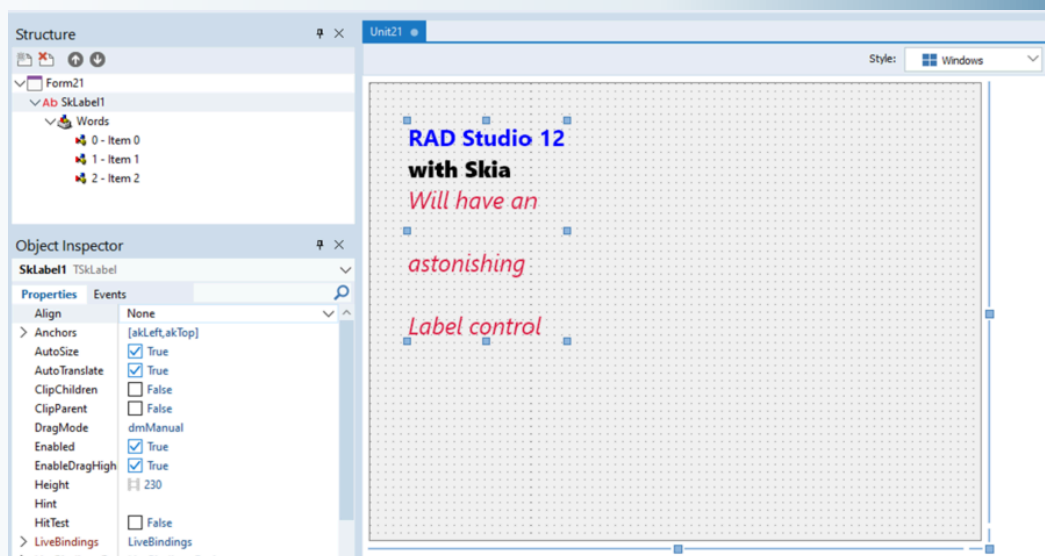 Structure
Form21
Ab SkLabel1
Words
0 - Item 0
1 - Item 1
2 - Item 2
Object Inspector
SkLabel1 TSkLabel
Properties Events
Align None
Anchors [akLeft,akTop]
AutoSize True
AutoTranslate True
ClipChildren False
ClipParent False
DragMode dmManual
Enabled True
EnableDragHigh True
Height 230
Hint
HitTest False
LiveBindings LiveBindings
Unit21
Style: Windows
RAD Studio 12
with Skia
Will have an
astonishing
Label control